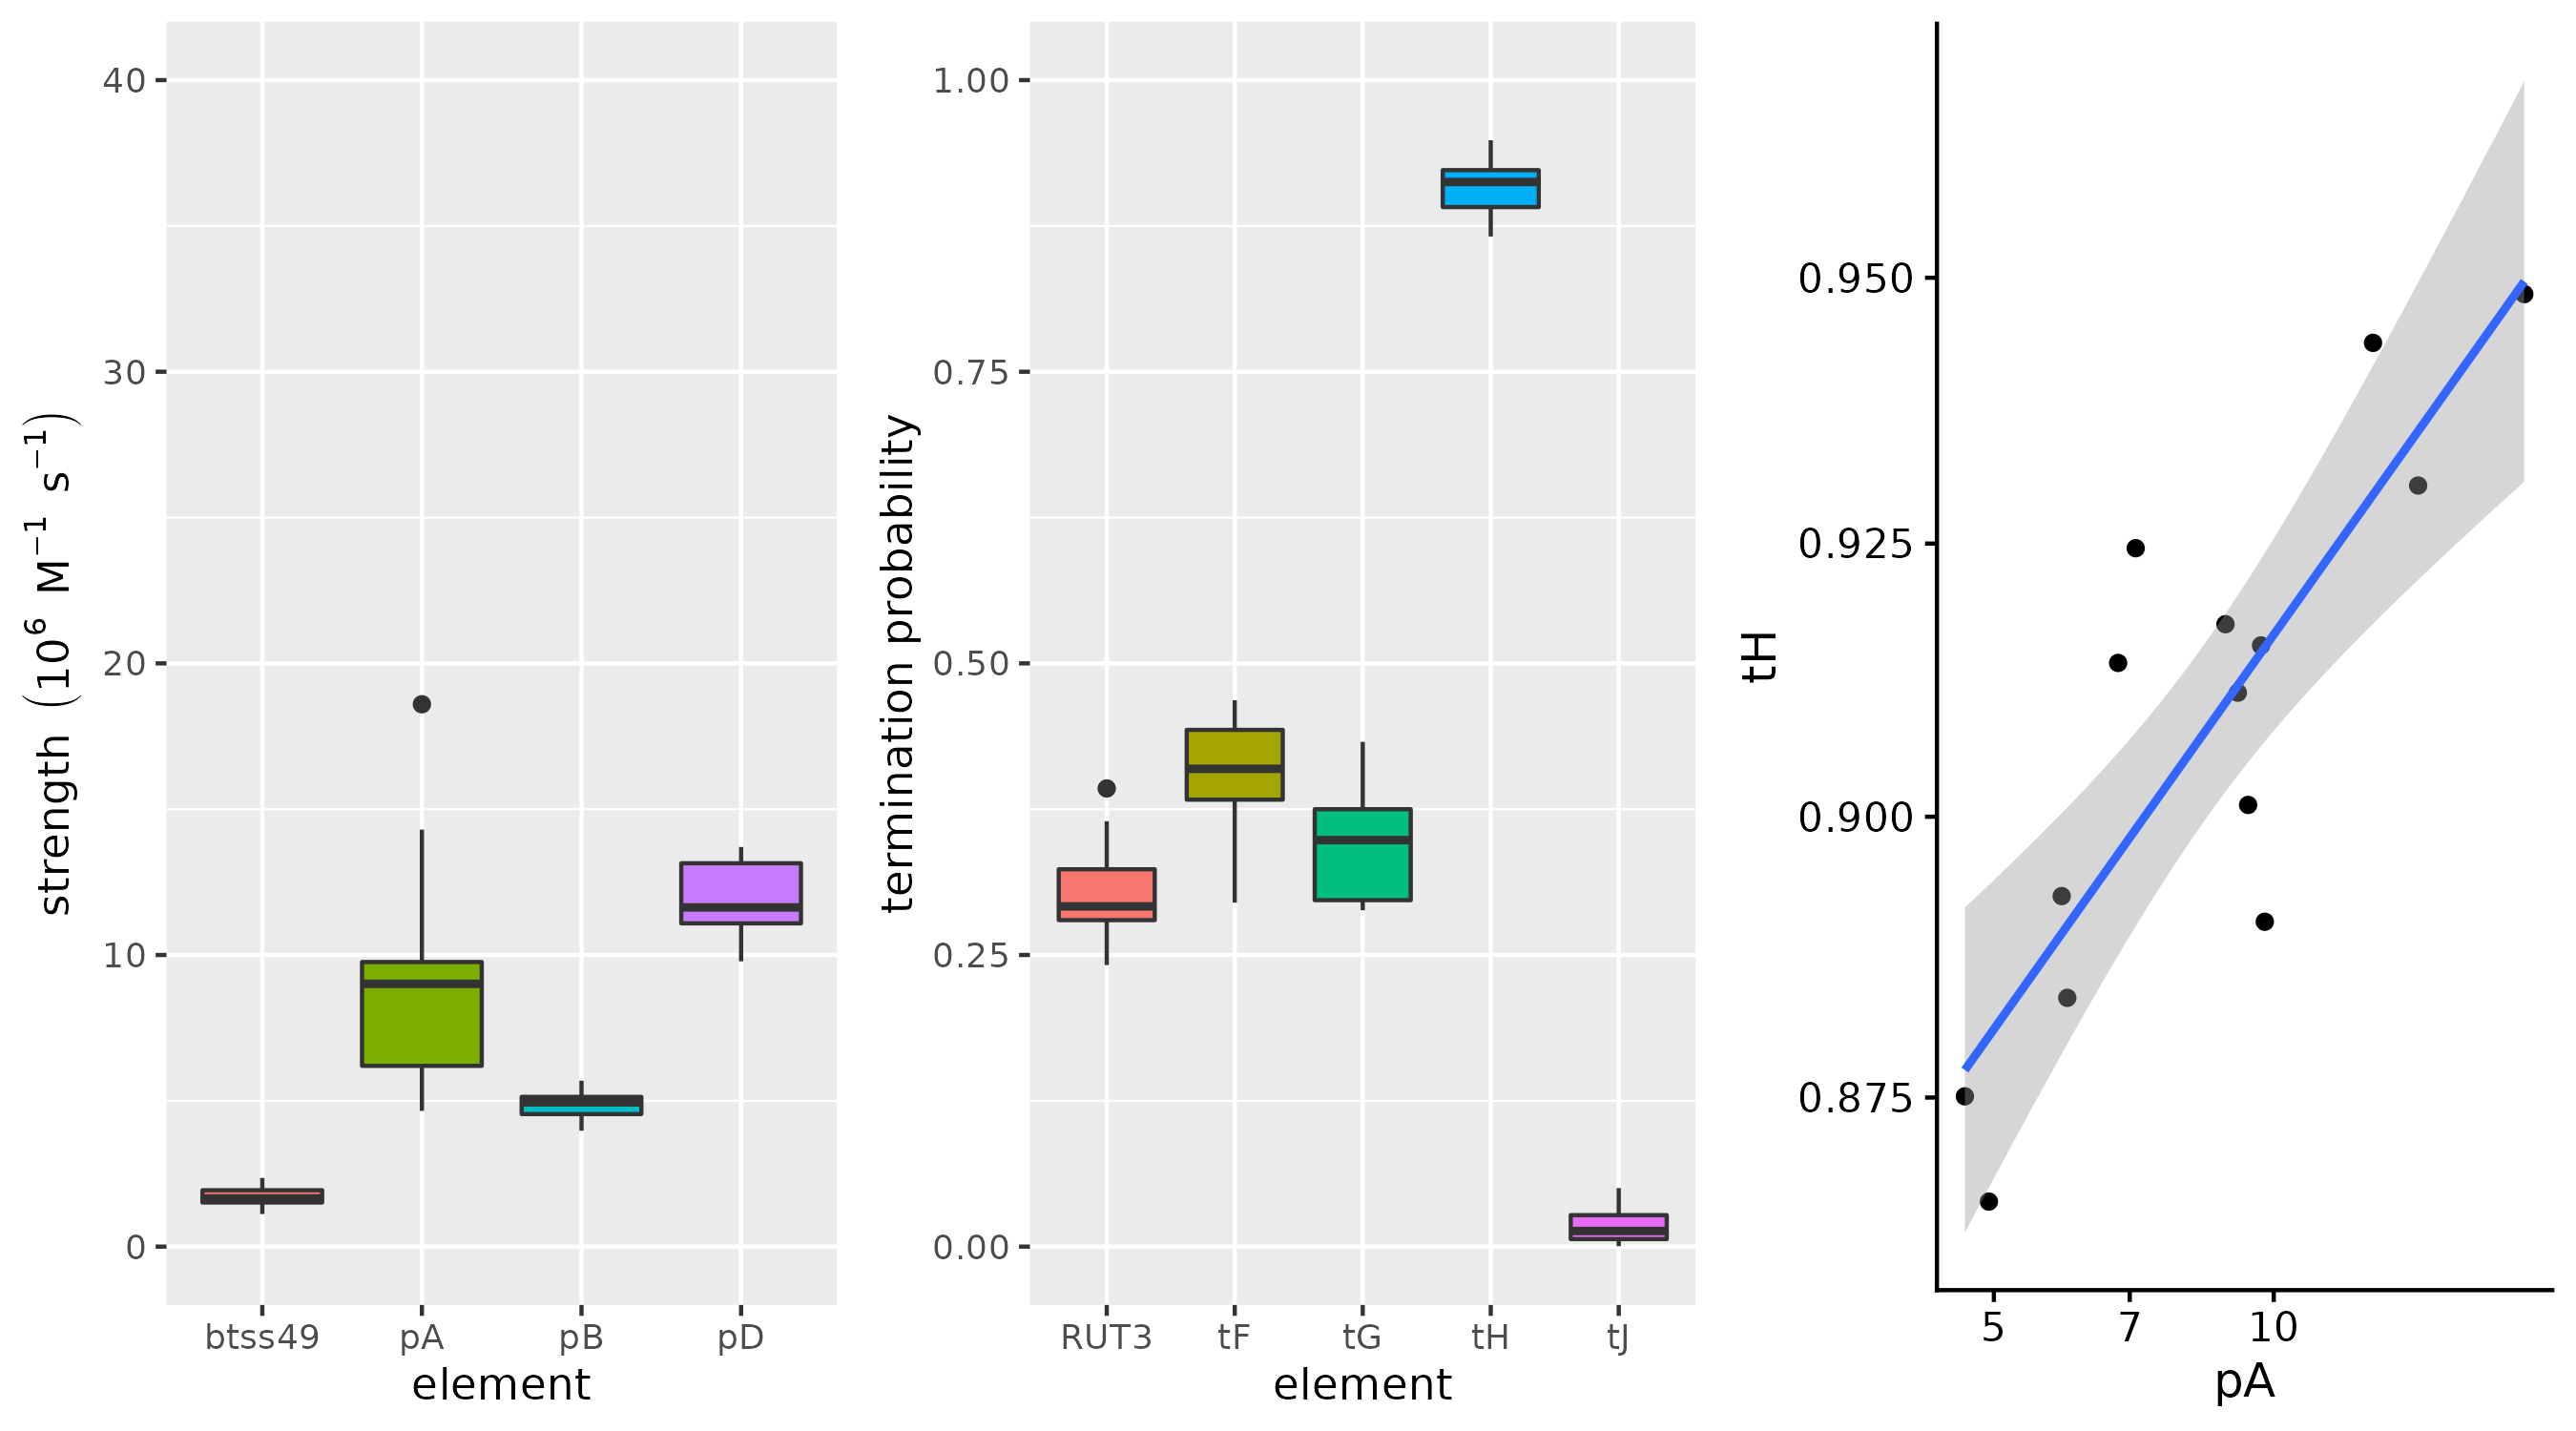 strength (10⁶ M⁻¹ s⁻¹)
40
30
20
10
0
btss49 pA pB pD
element
termination probability
1.00
0.75
0.50
0.25
0.00
RUT3 tF tG tH tJ
element
tH
0.950
0.925
0.900
0.875
5 7 10
pA